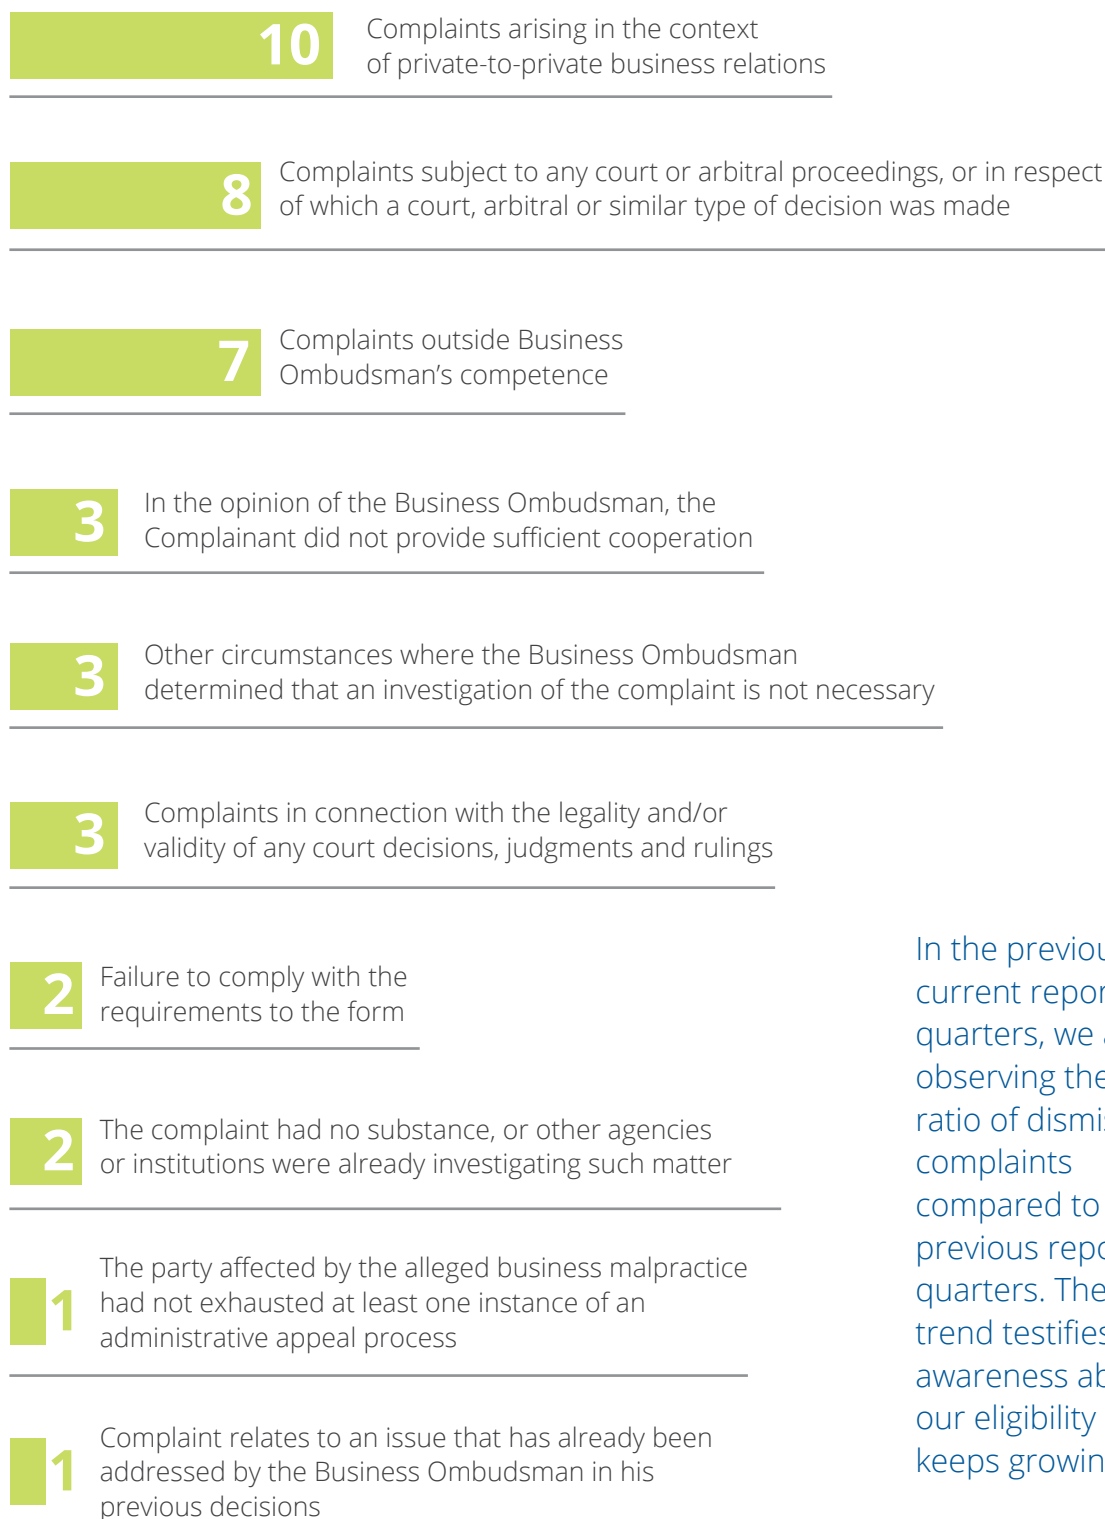 10
Complaints arising in the context
of private-to-private business relations
8
Complaints subject to any court or arbitral proceedings, or in respect
of which a court, arbitral or similar type of decision was made
7
Complaints outside Business
Ombudsman’s competence
3
In the opinion of the Business Ombudsman, the
Complainant did not provide sufficient cooperation
3
Other circumstances where the Business Ombudsman
determined that an investigation of the complaint is not necessary
3
Complaints in connection with the legality and/or
validity of any court decisions, judgments and rulings
2
Failure to comply with the
requirements to the form
2
The complaint had no substance, or other agencies
or institutions were already investigating such matter
1
The party affected by the alleged business malpractice
had not exhausted at least one instance of an
administrative appeal process
1
Complaint relates to an issue that has already been
addressed by the Business Ombudsman in his
previous decisions
In the
current
quarters, we
observing
ratio of
complaints
compared to
previous
quarters.
trend
awareness
our eligibility
keeps